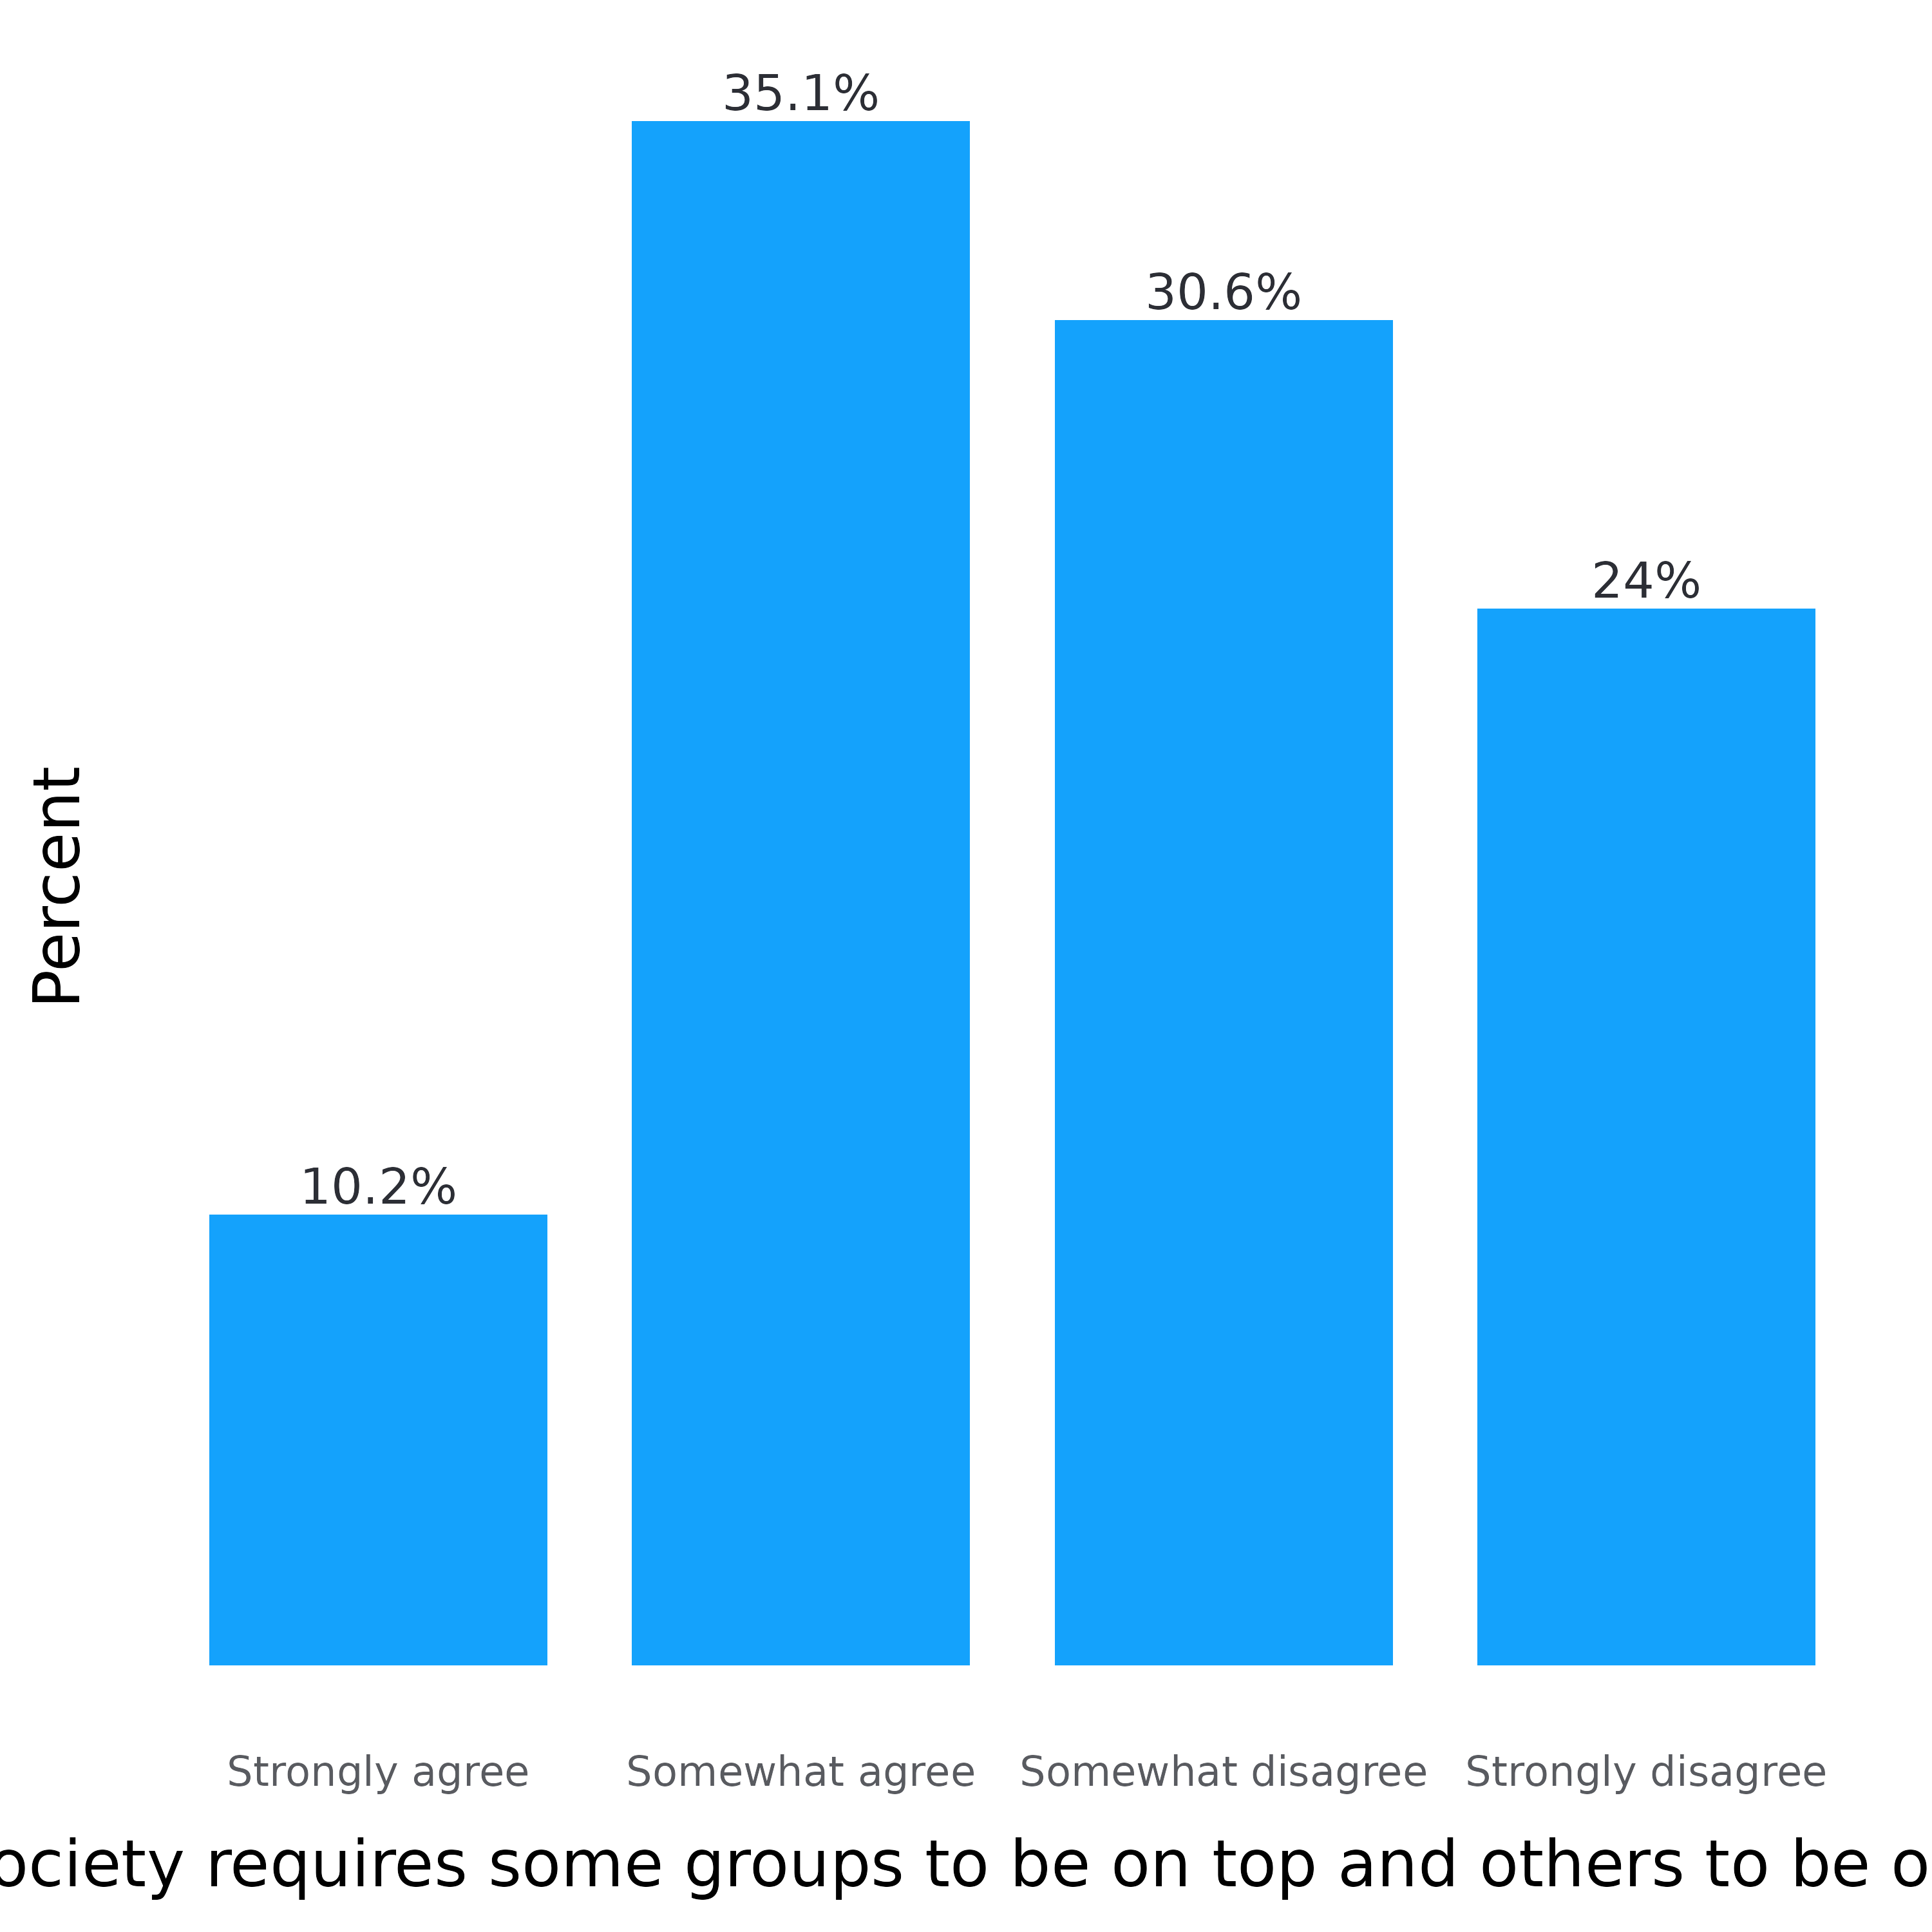 35.1%
30.6%
24%
10.2%
Percent
Strongly agree Somewhat agree Somewhat disagree Strongly disagree
ociety requires some groups to be on top and others to be o